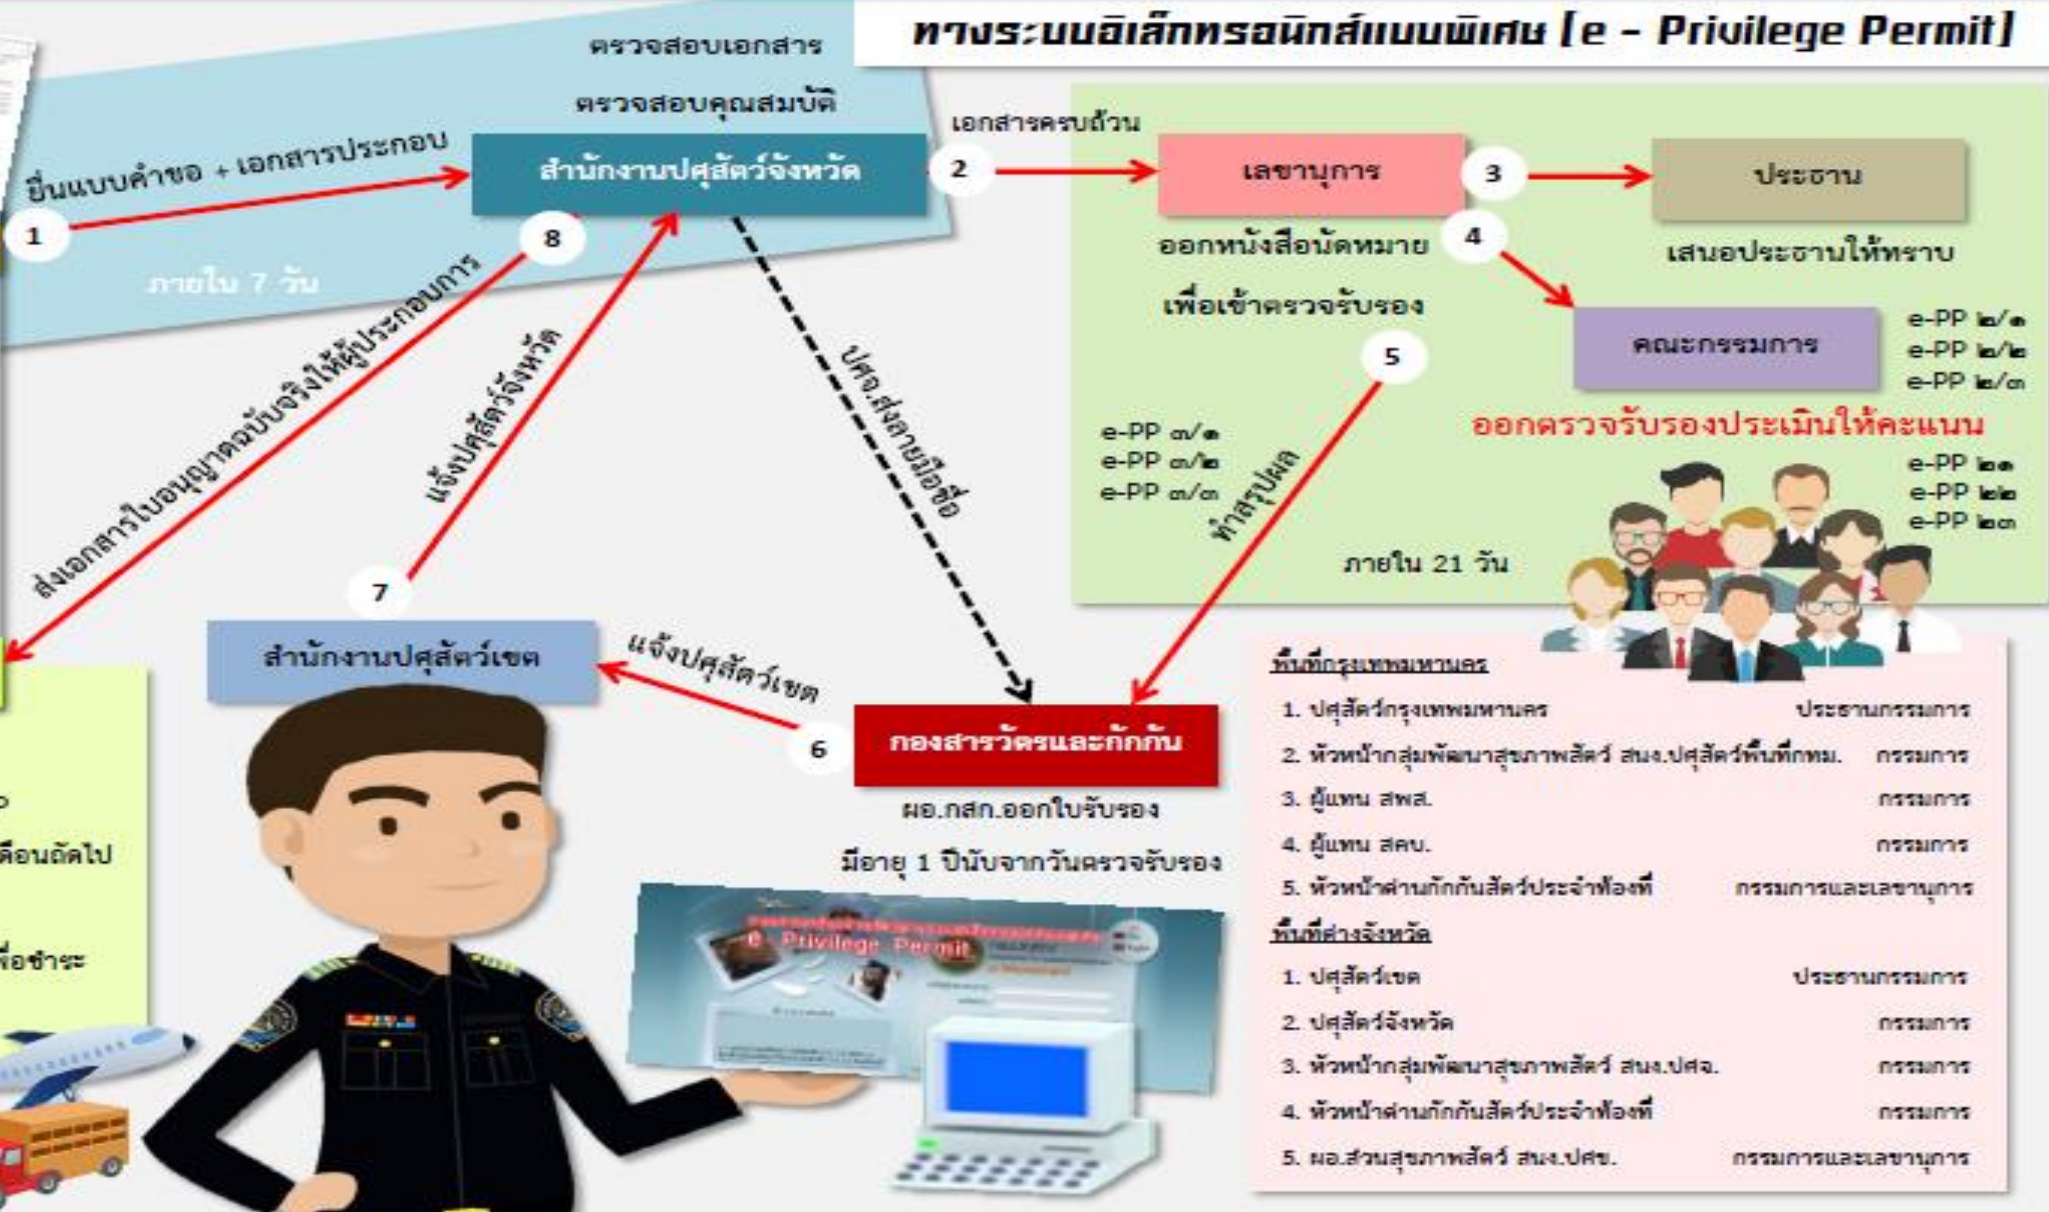 ทางระบบอิเล็กทรอนิกส์แบบพิเศษ [e - Privilege Permit]
ตรวจสอบเอกสาร
ตรวจสอบคุณสมบัติ
ยื่นแบบคำขอ + เอกสารประกอบ
1
สำนักงานปศุสัตว์จังหวัด
ภายใน 7 วัน
เอกสารครบถ้วน
2
เลขานุการ
3
ประธาน
ออกหนังสือนัดหมาย
เพื่อเข้าตรวจรับรอง
4
เสนอประธานให้ทราบ
คณะกรรมการ
e-PP ๒/๑
e-PP ๒/๒
e-PP ๒/๓
ออกตรวจรับรองประเมินให้คะแนน
e-PP ๒๑
e-PP ๒๒
e-PP ๒๓
5
e-PP ๓/๑
e-PP ๓/๒
e-PP ๓/๓
ทำสรุปผล
ภายใน 21 วัน
8
ส่งเอกสารใบอนุญาตฉบับจริงให้ผู้ประกอบการ
แจ้งปศุสัตว์จังหวัด
ปศจ.ส่งลายมือชื่อ
7
สำนักงานปศุสัตว์เขต
แจ้งปศุสัตว์เขต
6
กองสารวัตรและกักกัน
ผอ.กสก.ออกใบรับรอง
มีอายุ 1 ปีนับจากวันตรวจรับรอง
e Privilege Permit
ดือนถัดไป
พื่อชำระ
พื้นที่กรุงเทพมหานคร
1. ปศุสัตว์กรุงเทพมหานคร ประธานกรรมการ
2. หัวหน้ากลุ่มพัฒนาสุขภาพสัตว์ สนง.ปศุสัตว์พื้นที่กทม. กรรมการ
3. ผู้แทน สพส. กรรมการ
4. ผู้แทน สคบ. กรรมการ
5. หัวหน้าด่านกักกันสัตว์ประจำท้องที่ กรรมการและเลขานุการ
พื้นที่ต่างจังหวัด
1. ปศุสัตว์เขต ประธานกรรมการ
2. ปศุสัตว์จังหวัด กรรมการ
3. หัวหน้ากลุ่มพัฒนาสุขภาพสัตว์ สนง.ปศจ. กรรมการ
4. หัวหน้าด่านกักกันสัตว์ประจำท้องที่ กรรมการ
5. ผอ.ส่วนสุขภาพสัตว์ สนง.ปศข. กรรมการและเลขานุการ